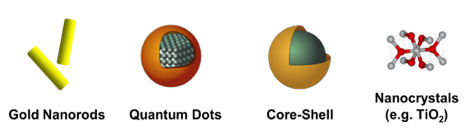 Gold Nanorods
Quantum Dots
Core-Shell
Nanocrystals
(e.g. TiO₂)